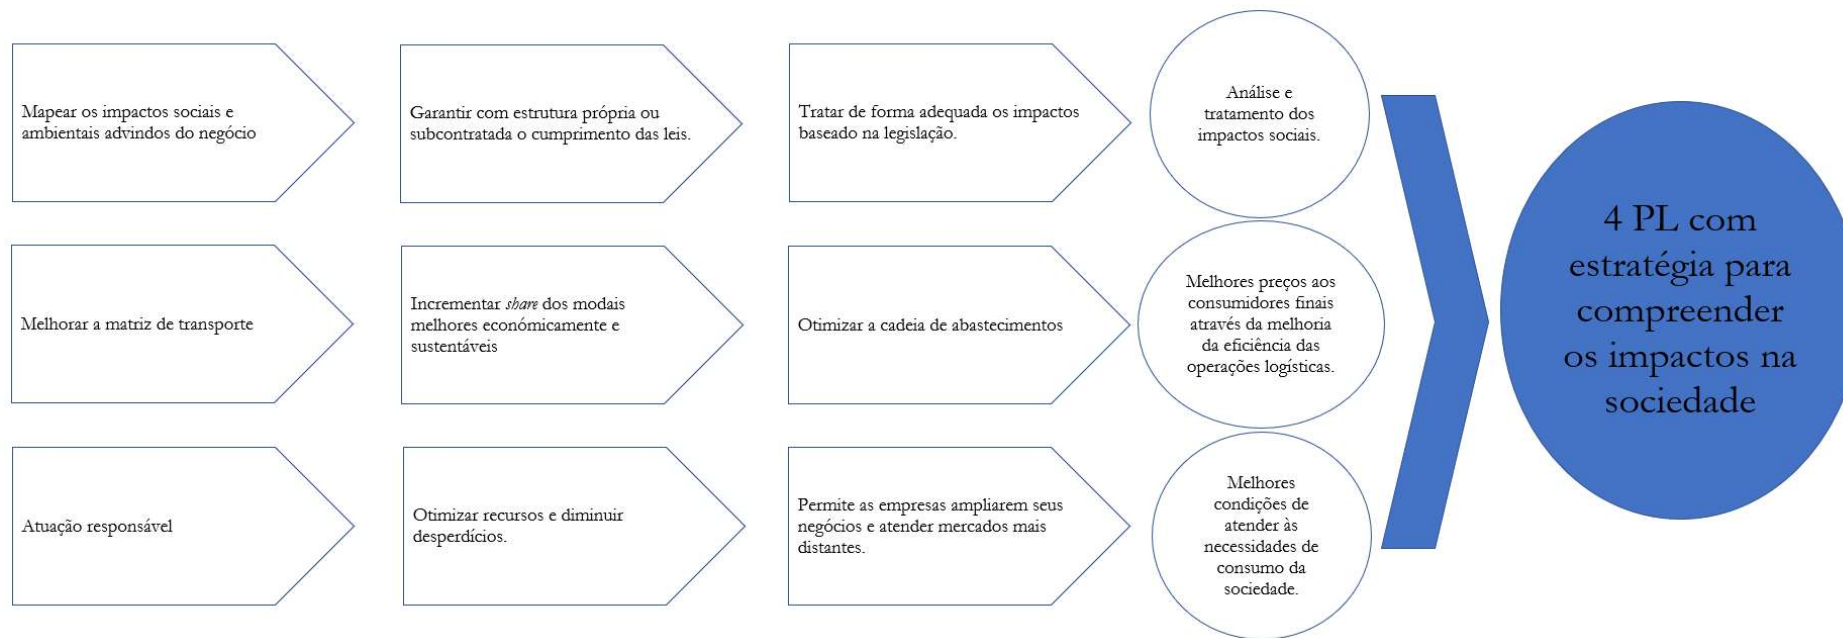 Mapear os impactos sociais e
ambientais advindos do negócio
Garantir com estrutura própria ou
subcontratada o cumprimento das leis.
Tratar de forma adequada os impactos
baseado na legislação.
Análise e
tratamento dos
impactos sociais.
Melhorar a matriz de transporte
Incrementar share dos modais
melhores económicamente e
sustentáveis
Otimizar a cadeia de abastecimentos
Melhores preços aos
consumidores finais
através da melhoria
da eficiência das
operações logísticas.
Atuação responsável
Otimizar recursos e diminuir
desperdícios.
Permite as empresas ampliarem seus
negócios e atender mercados mais
distantes.
Melhores
condições de
atender às
necessidades de
consumo da
sociedade.
4 PL com
estratégia para
compreender
os impactos na
sociedade